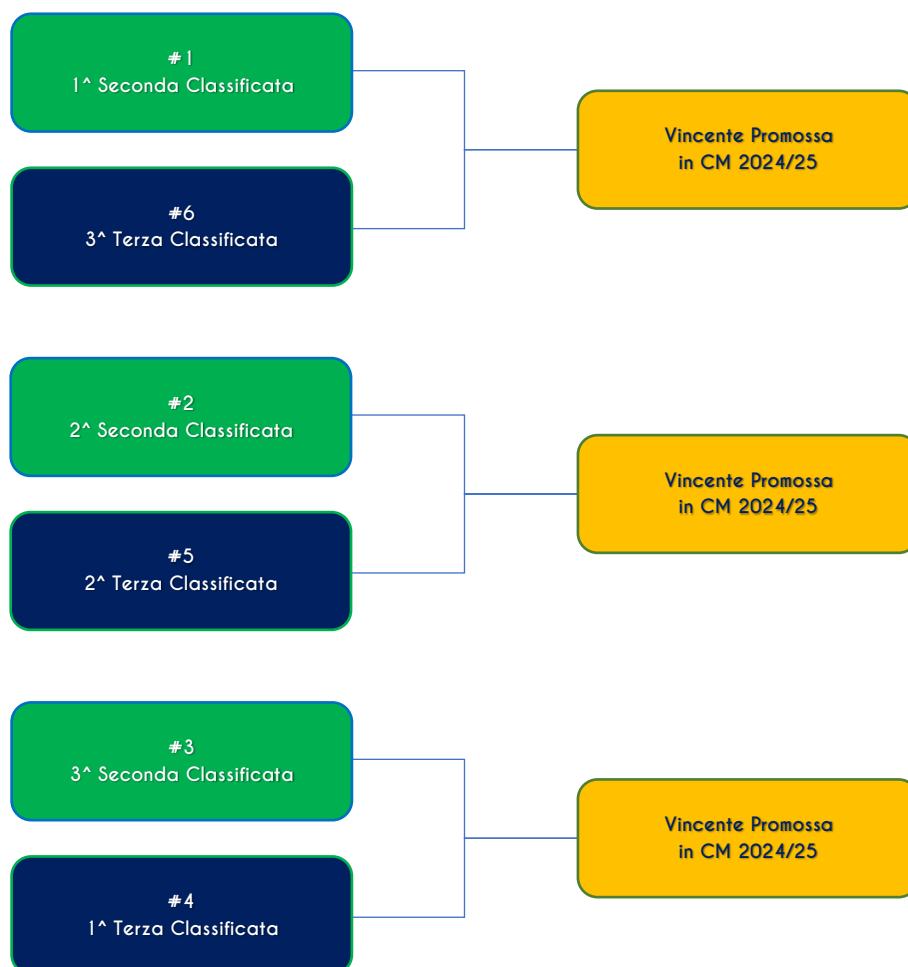 #1
1^ Seconda Classificata
Vincente Promossa
in CM 2024/25
#6
3^ Terza Classificata
#2
2^ Seconda Classificata
Vincente Promossa
in CM 2024/25
#5
2^ Terza Classificata
#3
3^ Seconda Classificata
Vincente Promossa
in CM 2024/25
#4
1^ Terza Classificata